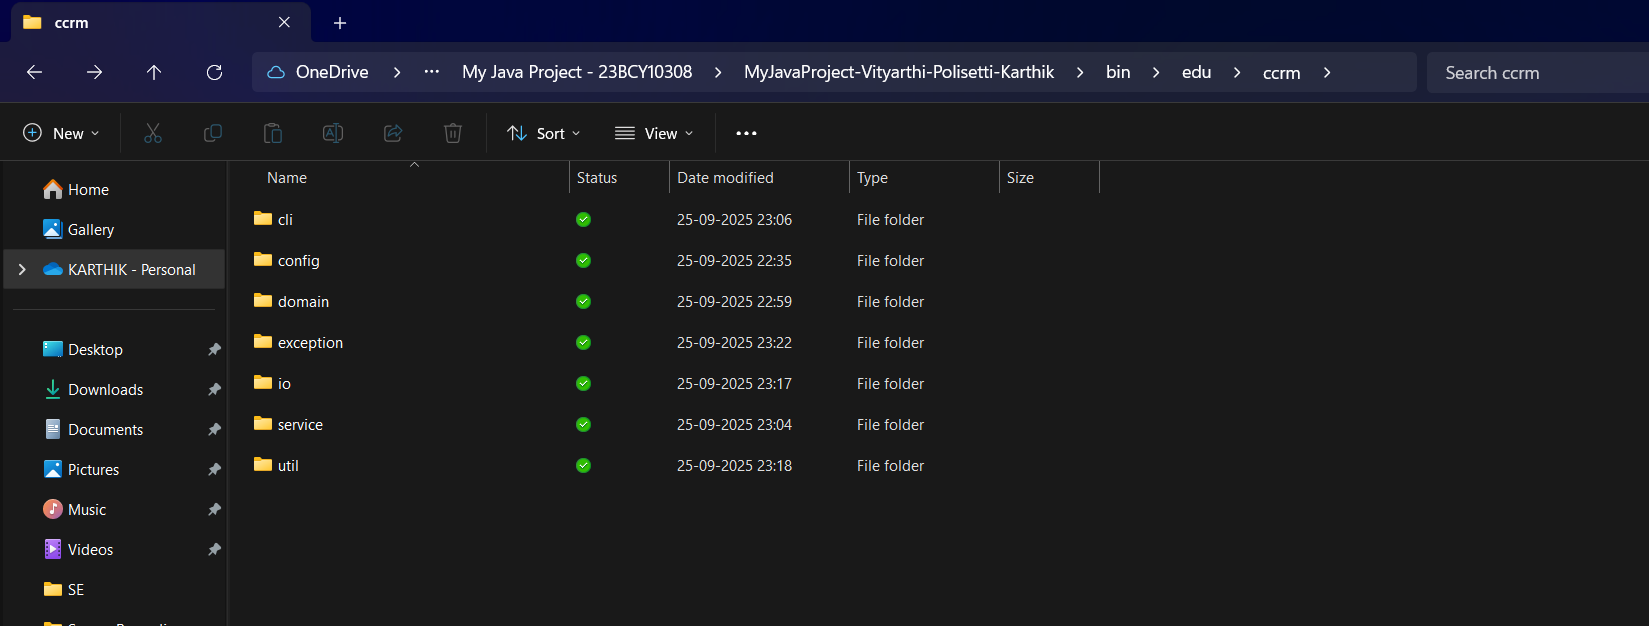 ccrm
OneDrive > ... My Java Project - 23BCY10308 > MyJavaProject-Vityarthi-Polisetti-Karthik > bin > edu > ccrm >
Search ccrm
New
Sort
View
Name Status Date modified Type Size
Home
Gallery
KARTHIK - Personal
Desktop
Downloads
Documents
Pictures
Music
Videos
SE
cli 25-09-2025 23:06 File folder
config 25-09-2025 22:35 File folder
domain 25-09-2025 22:59 File folder
exception 25-09-2025 23:22 File folder
io 25-09-2025 23:17 File folder
service 25-09-2025 23:04 File folder
util 25-09-2025 23:18 File folder